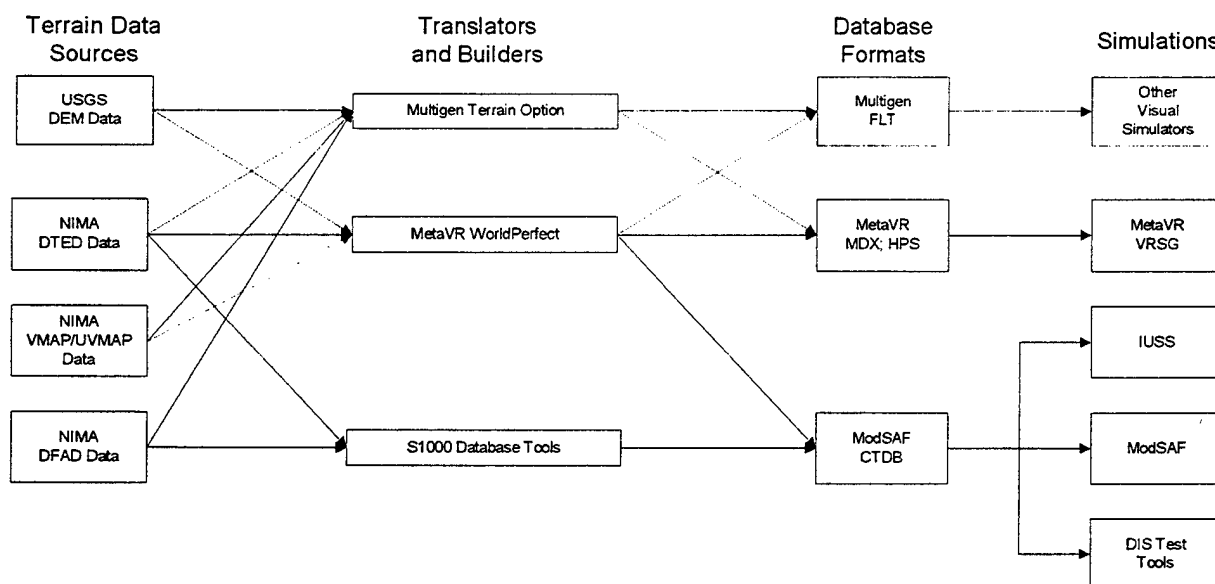 Terrain Data
Sources
Translators
and Builders
Database
Formats
Simulations
USGS
DEM Data
Multigen Terrain Option
Multigen
FLT
Other
Visual
Simulators
NIMA
DTED Data
MetaVR WorldPerfect
MetaVR
MDX; HPS
MetaVR
VRSG
NIMA
VMAP/UVMAP
Data
IUSS
NIMA
DFAD Data
S1000 Database Tools
ModSAF
CTDB
ModSAF
DIS Test
Tools